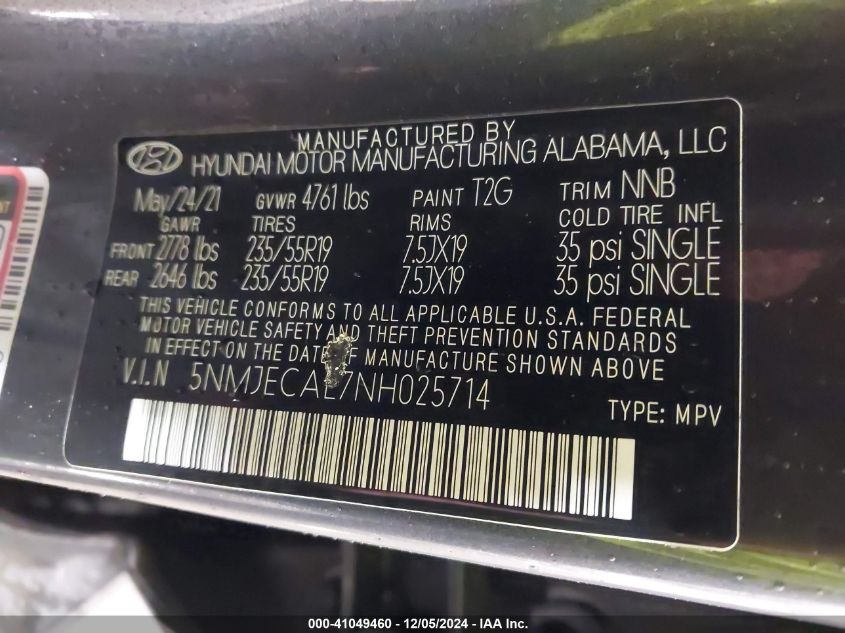 MANUFACTURED BY
HYUNDAI MOTOR MANUFACTURING ALABAMA, LLC
May/24/21 GVWR 4761 lbs PAINT T2G TRIM NNB
GAWR TIRES RIMS COLD TIRE INFL
FRONT 2778 lbs 235/55R19 7.5JX19 35 psi SINGLE
REAR 2646 lbs 235/55R19 7.5JX19 35 psi SINGLE
THIS VEHICLE CONFORMS TO ALL APPLICABLE U.S.A. FEDERAL
MOTOR VEHICLE SAFETY AND THEFT PREVENTION STANDARDS
IN EFFECT ON THE DATE OF MANUFACTURE SHOWN ABOVE
V.I.N 5NMJECAE7NH025714
TYPE: MPV
000-41049460 - 12/05/2024 - IAA Inc.